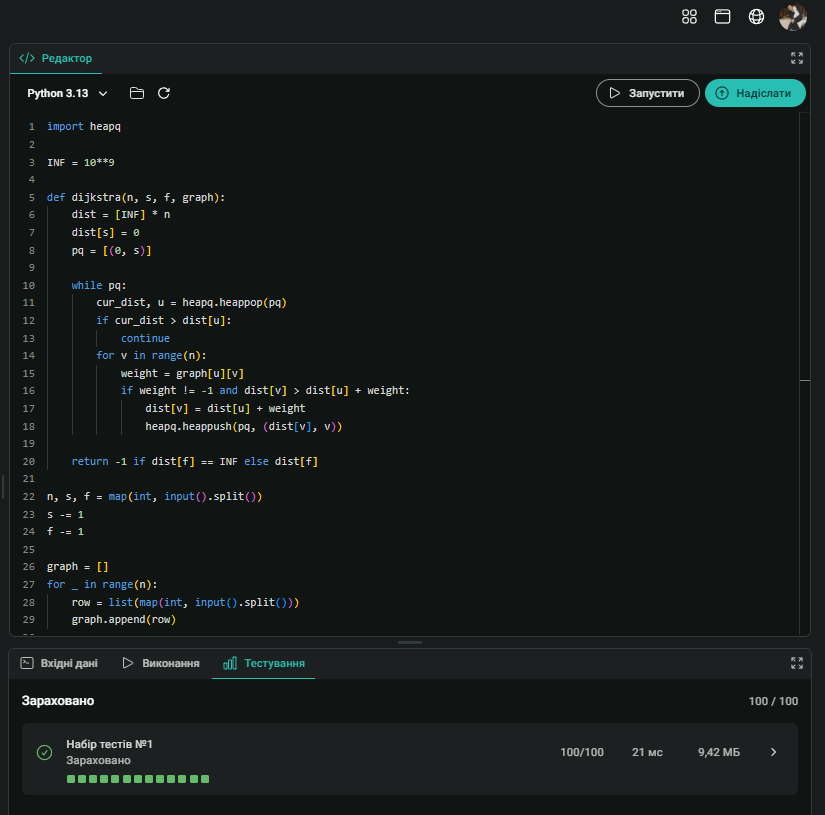 </> Редактор
Python 3.13
Запустити
Надіслати
1 import heapq
2
3 INF = 10**9
4
5 def dijkstra(n, s, f, graph):
6     dist = [INF] * n
7     dist[s] = 0
8     pq = [(0, s)]
9
10     while pq:
11         cur_dist, u = heapq.heappop(pq)
12         if cur_dist > dist[u]:
13             continue
14         for v in range(n):
15             weight = graph[u][v]
16             if weight != -1 and dist[v] > dist[u] + weight:
17                 dist[v] = dist[u] + weight
18                 heapq.heappush(pq, (dist[v], v))
19
20     return -1 if dist[f] == INF else dist[f]
21
22 n, s, f = map(int, input().split())
23 s -= 1
24 f -= 1
25
26 graph = []
27 for _ in range(n):
28     row = list(map(int, input().split()))
29     graph.append(row)
Вхідні дані
Виконання
Тестування
Зараховано
100 / 100
Набір тестів №1
Зараховано
100/100
21 мс
9,42 МБ